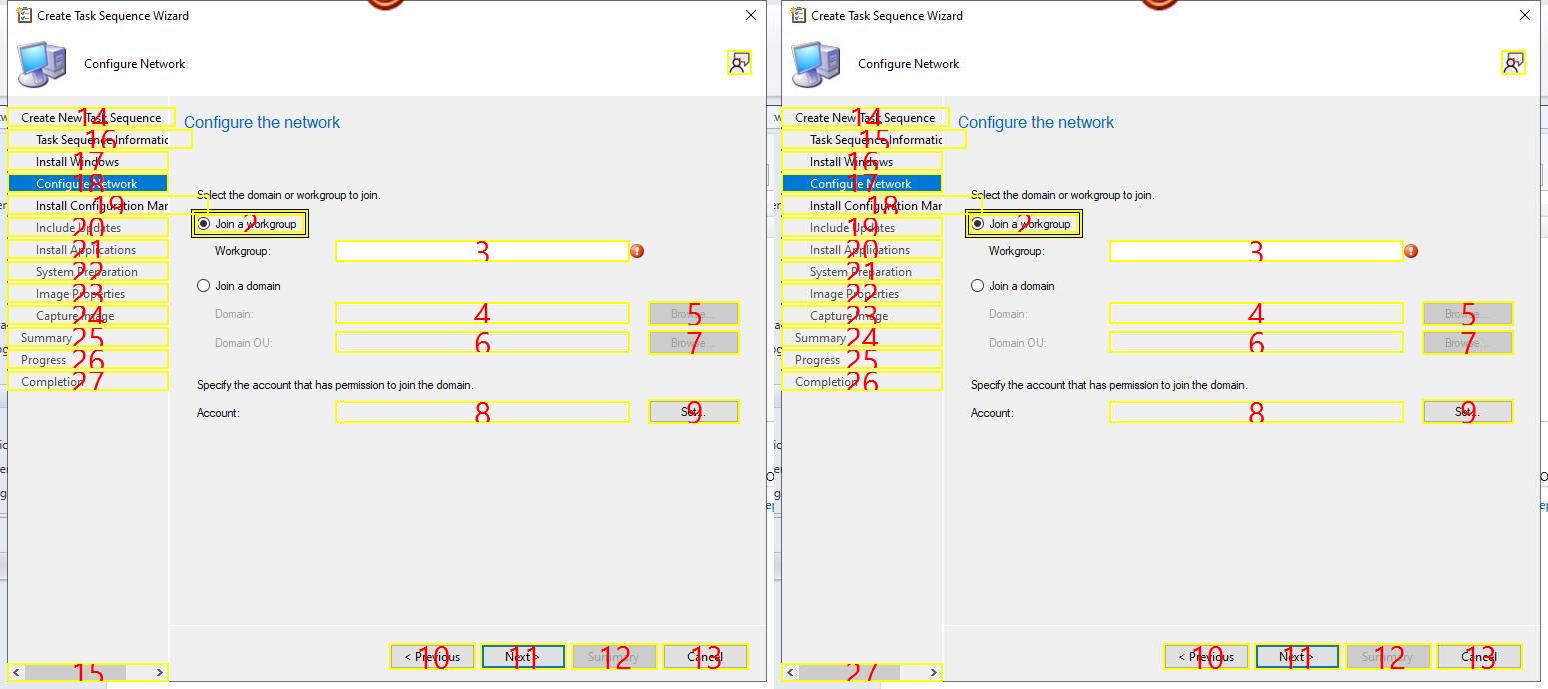 Create Task Sequence Wizard
Configure Network
14 Create New Task Sequence
16 Task Sequence Informatic
17 Install Windows
18 Configure Network
19 Install Configuration Mar
20 Include Updates
21 Install Applications
22 System Preparation
23 Image Properties
24 Capture Image
25 Summary
26 Progress
27 Completion
15
Configure the network
Select the domain or workgroup to join.
2 Join a workgroup
Workgroup: 3
Join a domain
Domain: 4 Browse... 5
Domain OU: 6 Browse... 7
Specify the account that has permission to join the domain.
Account: 8 Set... 9
< Previous 10 Next > 11 Summary 12 Cancel 13
Create Task Sequence Wizard
Configure Network
14 Create New Task Sequence
15 Task Sequence Informatic
16 Install Windows
17 Configure Network
18 Install Configuration Mar
19 Include Updates
20 Install Applications
21 System Preparation
22 Image Properties
23 Capture Image
24 Summary
25 Progress
26 Completion
27
Configure the network
Select the domain or workgroup to join.
2 Join a workgroup
Workgroup: 3
Join a domain
Domain: 4 Browse... 5
Domain OU: 6 Browse... 7
Specify the account that has permission to join the domain.
Account: 8 Set... 9
< Previous 10 Next > 11 Summary 12 Cancel 13